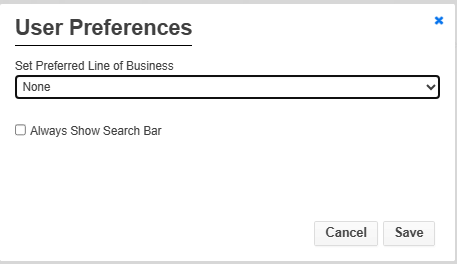 User Preferences
Set Preferred Line of Business
None
Always Show Search Bar
Cancel Save